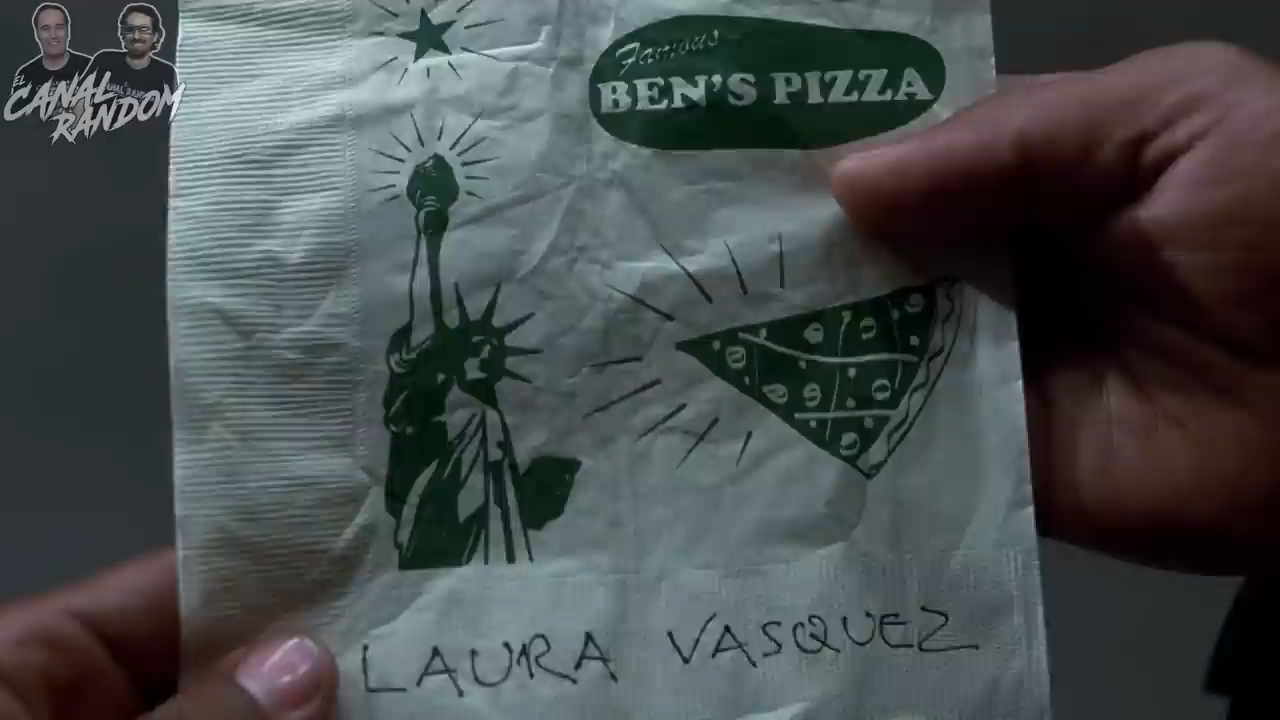 EL
CANAL
RANDOM
Famous
BEN'S PIZZA
LAURA VASQUEZ